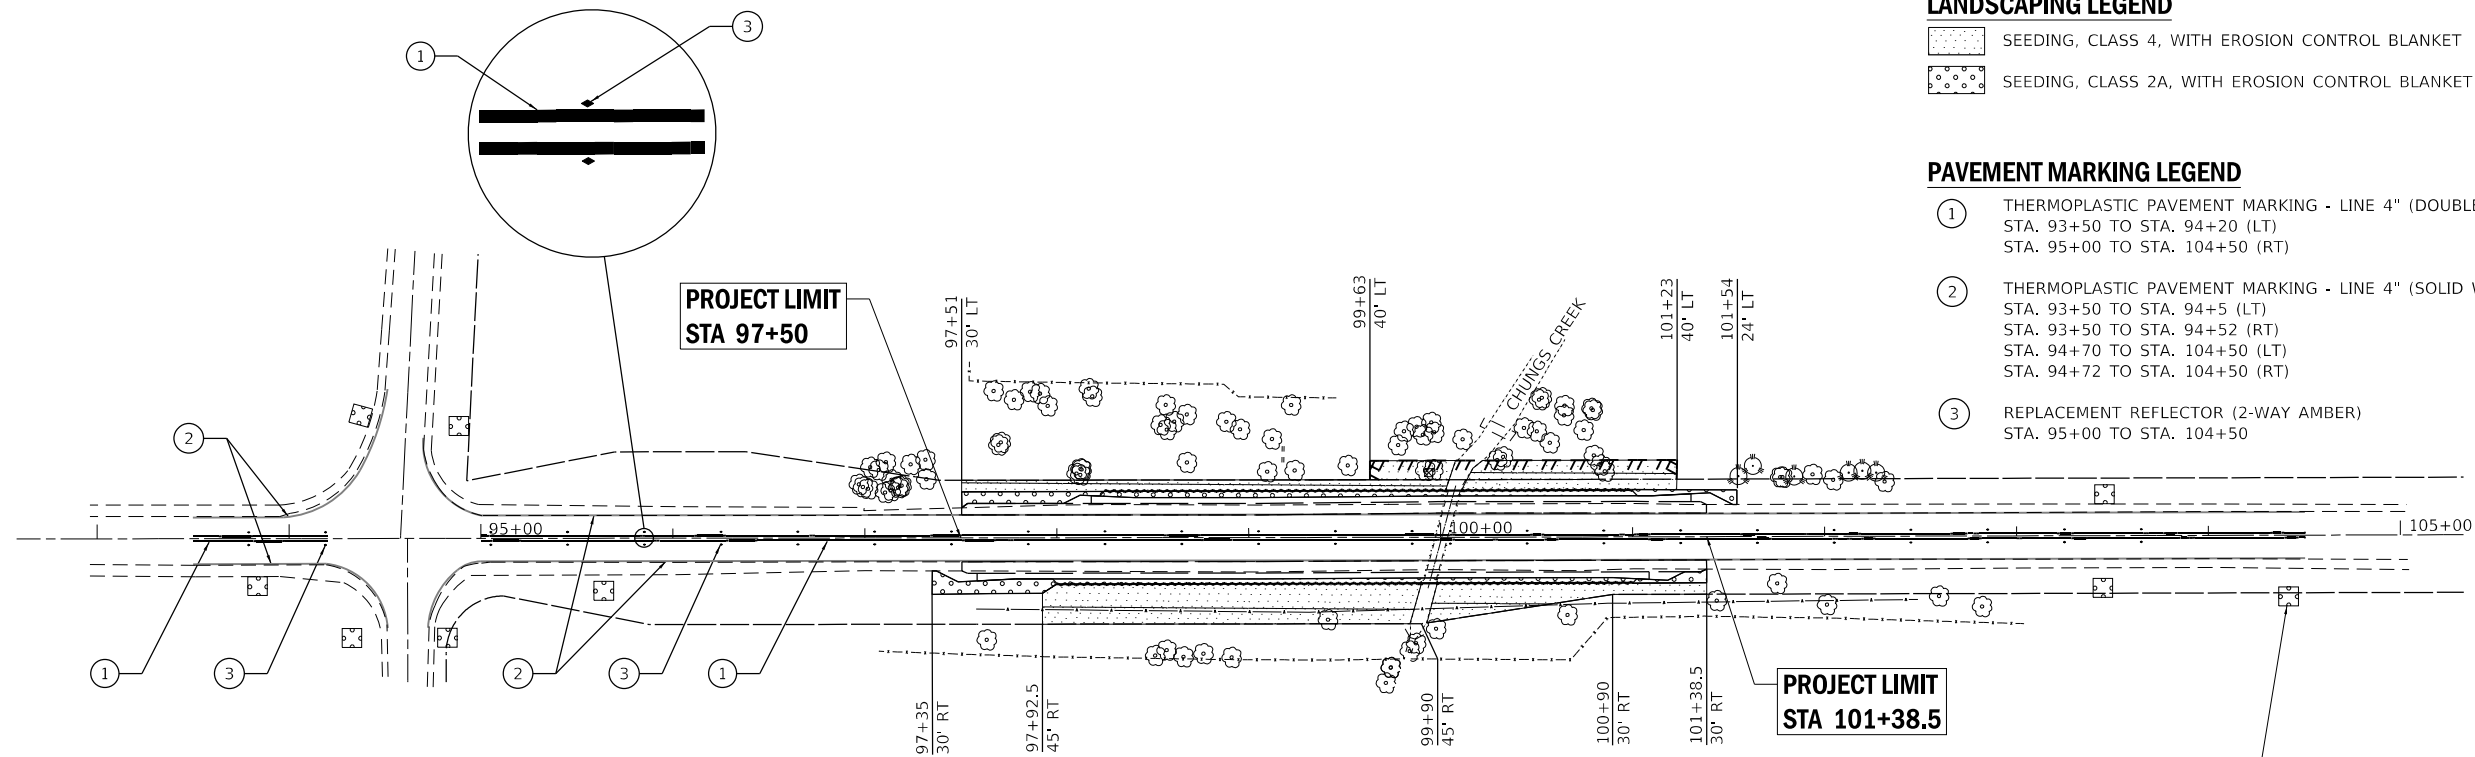 LANDSCAPING LEGEND
SEEDING, CLASS 4, WITH EROSION CONTROL BLANKET
SEEDING, CLASS 2A, WITH EROSION CONTROL BLANKET
PAVEMENT MARKING LEGEND
1 THERMOPLASTIC PAVEMENT MARKING - LINE 4" (DOUBLE
STA. 93+50 TO STA. 94+20 (LT)
STA. 95+00 TO STA. 104+50 (RT)
2 THERMOPLASTIC PAVEMENT MARKING - LINE 4" (SOLID
STA. 93+50 TO STA. 94+5 (LT)
STA. 93+50 TO STA. 94+52 (RT)
STA. 94+70 TO STA. 104+50 (LT)
STA. 94+72 TO STA. 104+50 (RT)
3 REPLACEMENT REFLECTOR (2-WAY AMBER)
STA. 95+00 TO STA. 104+50
1
3
PROJECT LIMIT
STA 97+50
97+51
30' LT
99+63
40' LT
CHUNGS CREEK
101+23
40' LT
101+54
24' LT
2
95+00
100+00
105+00
1
3
2
3
1
97+35
30' RT
97+92.5
45' RT
99+90
45' RT
100+90
30' RT
101+38.5
30' RT
PROJECT LIMIT
STA 101+38.5